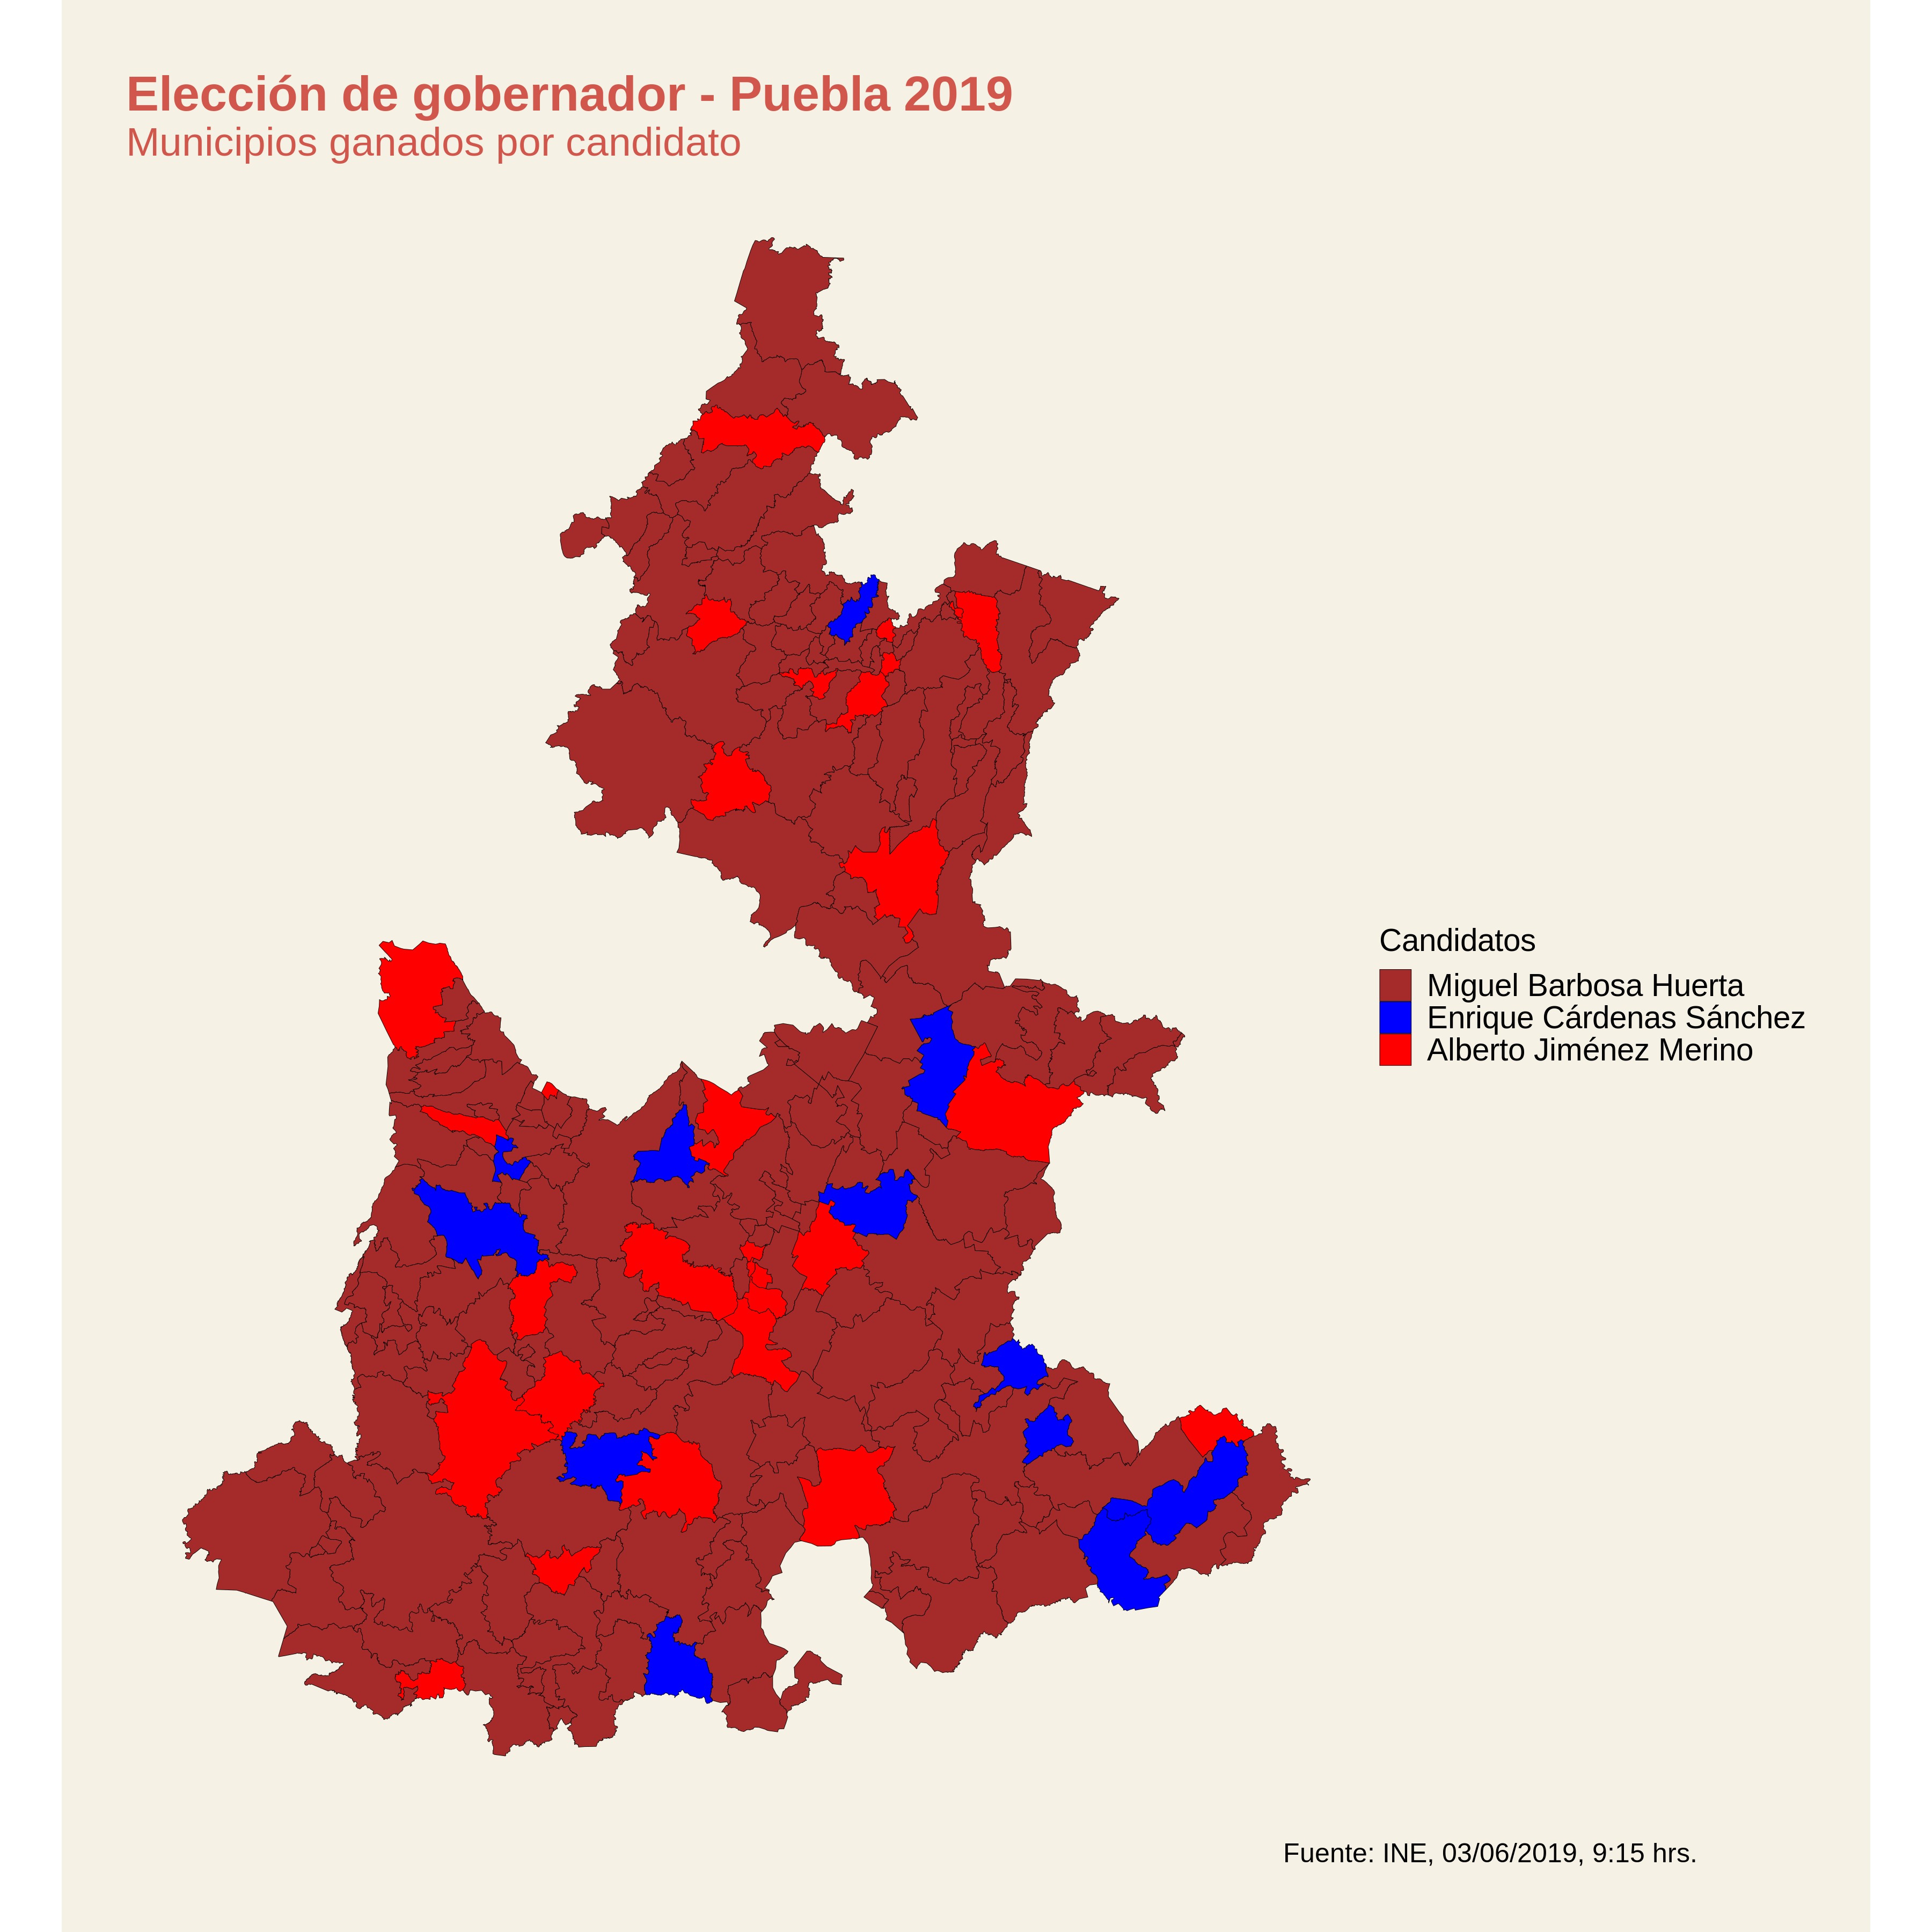 Elección de gobernador - Puebla 2019
Municipios ganados por candidato
Candidatos
Miguel Barbosa Huerta
Enrique Cárdenas Sánchez
Alberto Jiménez Merino
Fuente: INE, 03/06/2019, 9:15 hrs.